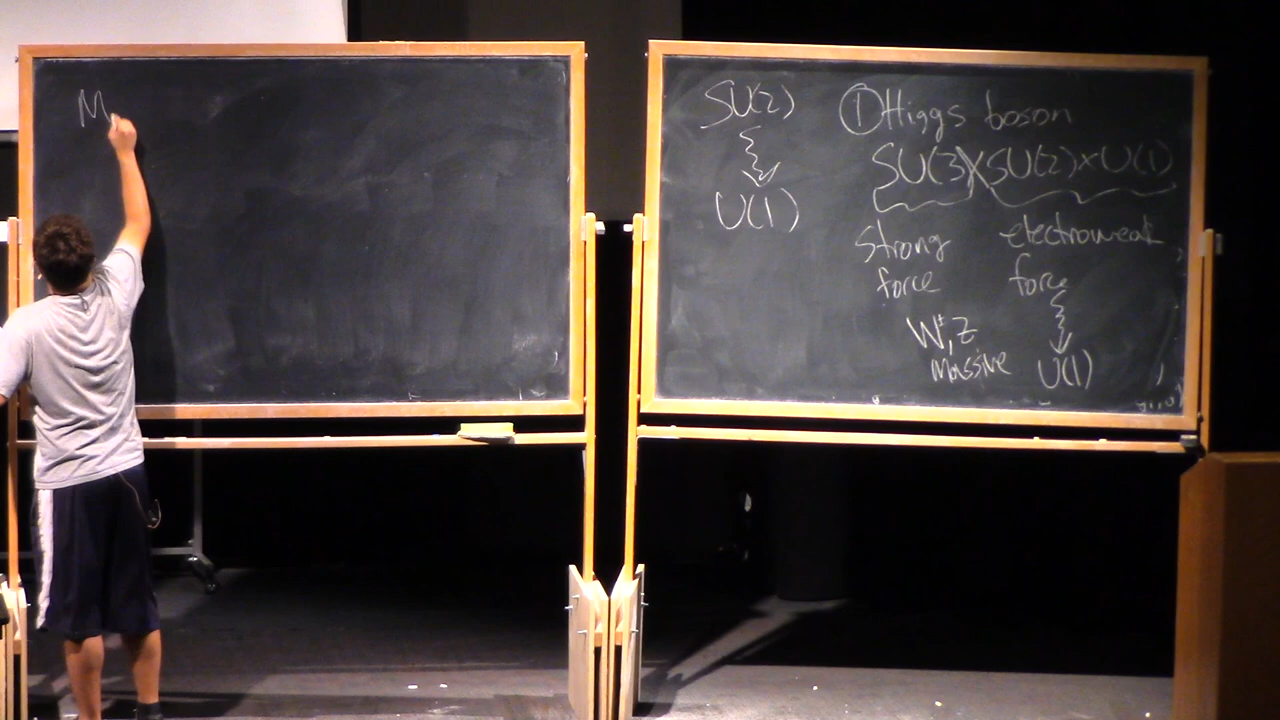 M
SU(2)
U(1)
① Higgs boson
SU(3)×SU(2)×U(1)
strong
force
electroweak
force
W±, Z
massive
U(1)